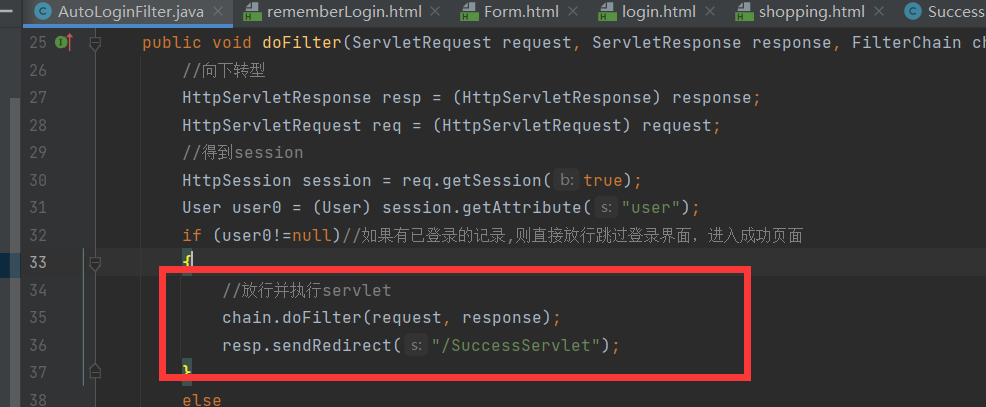 AutoLoginFilter.java × rememberLogin.html × Form.html × login.html × shopping.html × Success
25 public void doFilter(ServletRequest request, ServletResponse response, FilterChain ch
26 //向下转型
27 HttpServletResponse resp = (HttpServletResponse) response;
28 HttpServletRequest req = (HttpServletRequest) request;
29 //得到session
30 HttpSession session = req.getSession( b: true);
31 User user0 = (User) session.getAttribute( s: "user");
32 if (user0!=null)//如果有已登录的记录,则直接放行跳过登录界面，进入成功页面
33 {
34 //放行并执行servlet
35 chain.doFilter(request, response);
36 resp.sendRedirect( s: "/SuccessServlet");
37 }
38 else